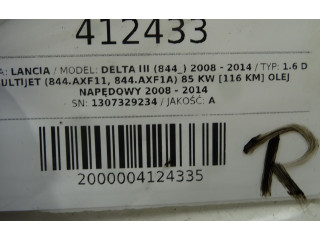 412433
A: LANCIA / MODEL: DELTA III (844_) 2008 - 2014 / TYP: 1.6 D
MULTIJET (844.AXF11, 844.AXF1A) 85 KW [116 KM] OLEJ
NAPĘDOWY 2008 - 2014
SN: 1307329234 / JAKOŚĆ: A
2000004124335
R